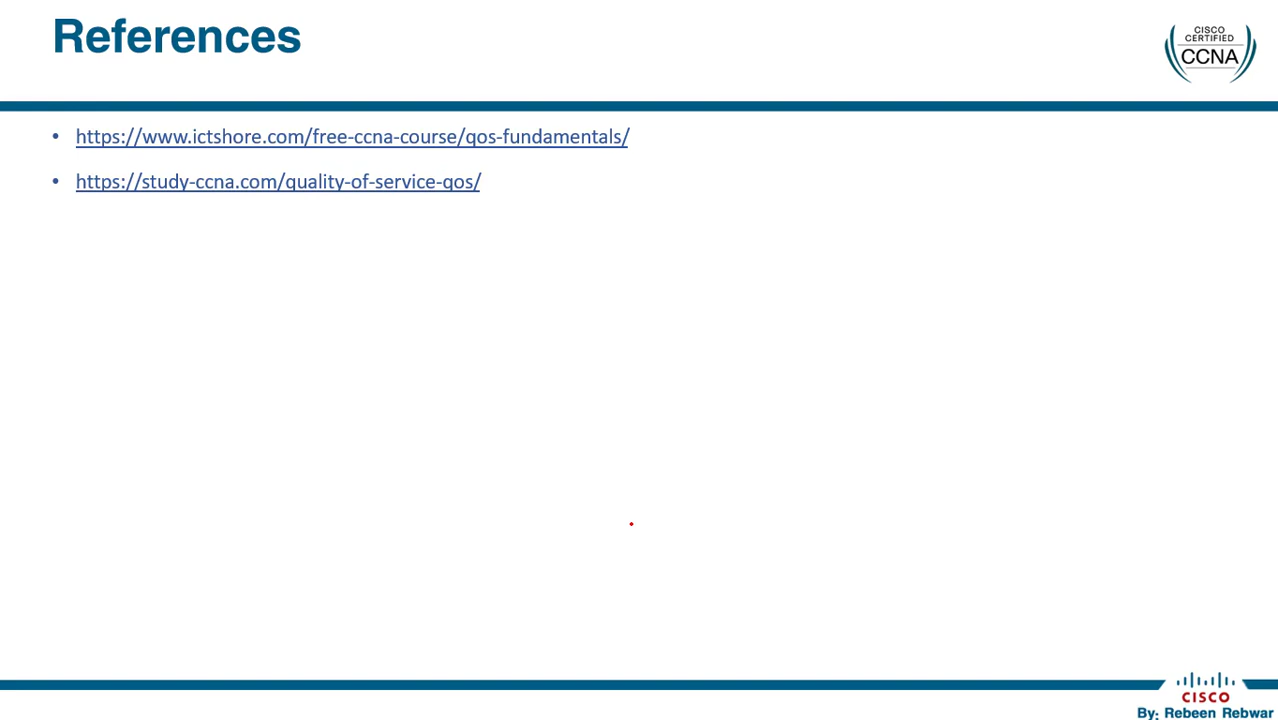 References
CISCO
CERTIFIED
CCNA
• https://www.ictshore.com/free-ccna-course/qos-fundamentals/
• https://study-ccna.com/quality-of-service-qos/
CISCO
By: Rebeen Rebwar